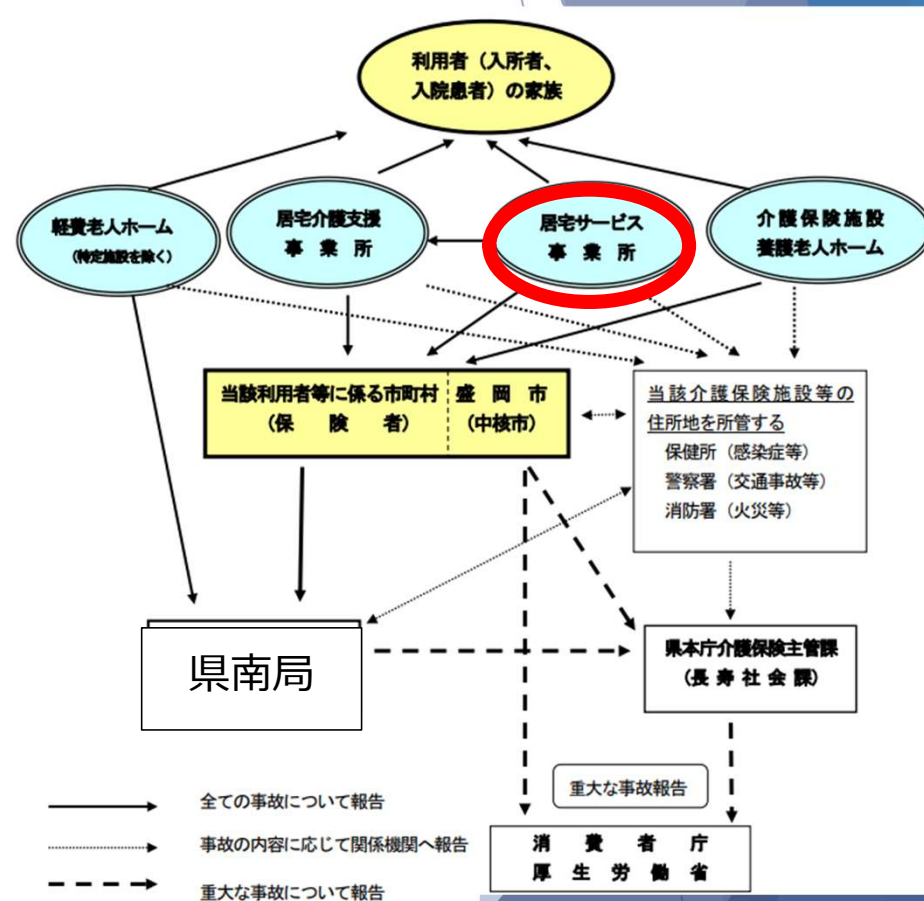 利用者（入所者、
入院患者）の家族
軽費老人ホーム
（特定施設を除く）
居宅介護支援
事 業 所
居宅サービス
事 業 所
介護保険施設
養護老人ホーム
当該利用者等に係る市町村
（保 険 者）
盛 岡 市
（中核市）
当該介護保険施設等の
住所地を所管する
保健所（感染症等）
警察署（交通事故等）
消防署（火災等）
県南局
県本庁介護保険主管課
（長 寿 社 会 課）
重大な事故報告
消 費 者 庁
厚 生 労 働 省
全ての事故について報告
事故の内容に応じて関係機関へ報告
重大な事故について報告